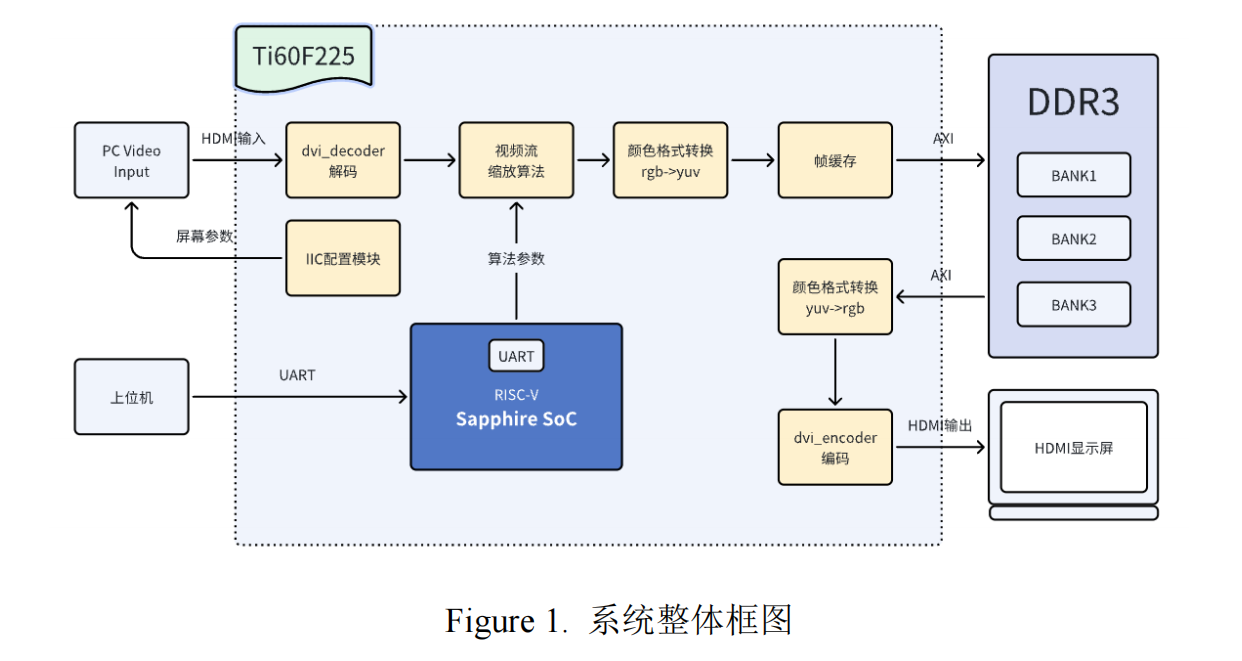 Ti60F225
DDR3
PC Video
Input
HDMI输入
dvi_decoder
解码
视频流
缩放算法
颜色格式转换
rgb->yuv
帧缓存
AXI
BANK1
BANK2
BANK3
屏幕参数
IIC配置模块
算法参数
颜色格式转换
yuv->rgb
AXI
上位机
UART
UART
RISC-V
Sapphire SoC
dvi_encoder
编码
HDMI输出
HDMI显示屏
Figure 1. 系统整体框图